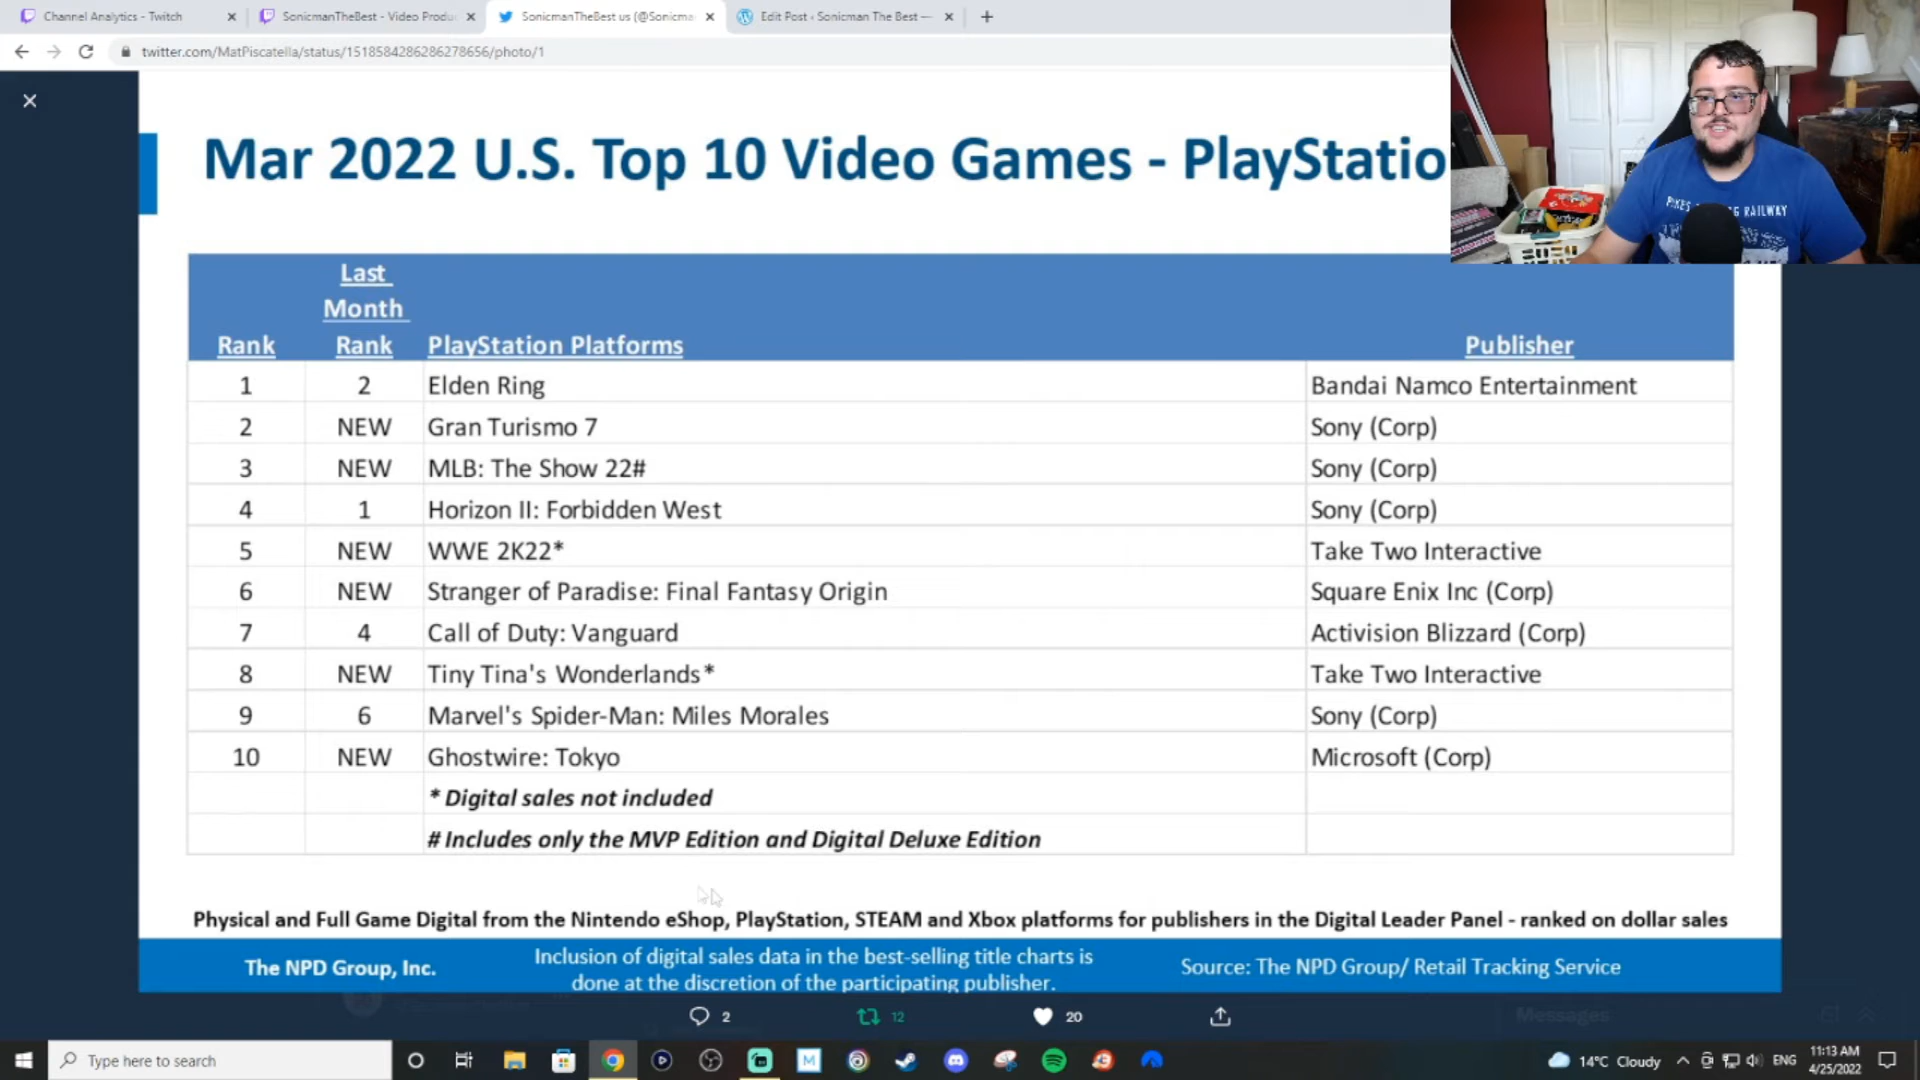 Channel Analytics - Twitch
SonicmanTheBest - Video Produc
SonicmanTheBest us (@Sonicma
Edit Post ‹ Sonicman The Best —
twitter.com/MatPiscatella/status/1518584286286278656/photo/1
Mar 2022 U.S. Top 10 Video Games - PlayStatio
Rank Last Month Rank PlayStation Platforms Publisher
1 2 Elden Ring Bandai Namco Entertainment
2 NEW Gran Turismo 7 Sony (Corp)
3 NEW MLB: The Show 22# Sony (Corp)
4 1 Horizon II: Forbidden West Sony (Corp)
5 NEW WWE 2K22* Take Two Interactive
6 NEW Stranger of Paradise: Final Fantasy Origin Square Enix Inc (Corp)
7 4 Call of Duty: Vanguard Activision Blizzard (Corp)
8 NEW Tiny Tina's Wonderlands* Take Two Interactive
9 6 Marvel's Spider-Man: Miles Morales Sony (Corp)
10 NEW Ghostwire: Tokyo Microsoft (Corp)
* Digital sales not included
# Includes only the MVP Edition and Digital Deluxe Edition
Physical and Full Game Digital from the Nintendo eShop, PlayStation, STEAM and Xbox platforms for publishers in the Digital Leader Panel - ranked on dollar sales
The NPD Group, Inc.
Inclusion of digital sales data in the best-selling title charts is
done at the discretion of the participating publisher.
Source: The NPD Group/ Retail Tracking Service
2 12 20
Messages
Type here to search
14°C Cloudy ENG
11:13 AM
4/25/2022
RAILWAY